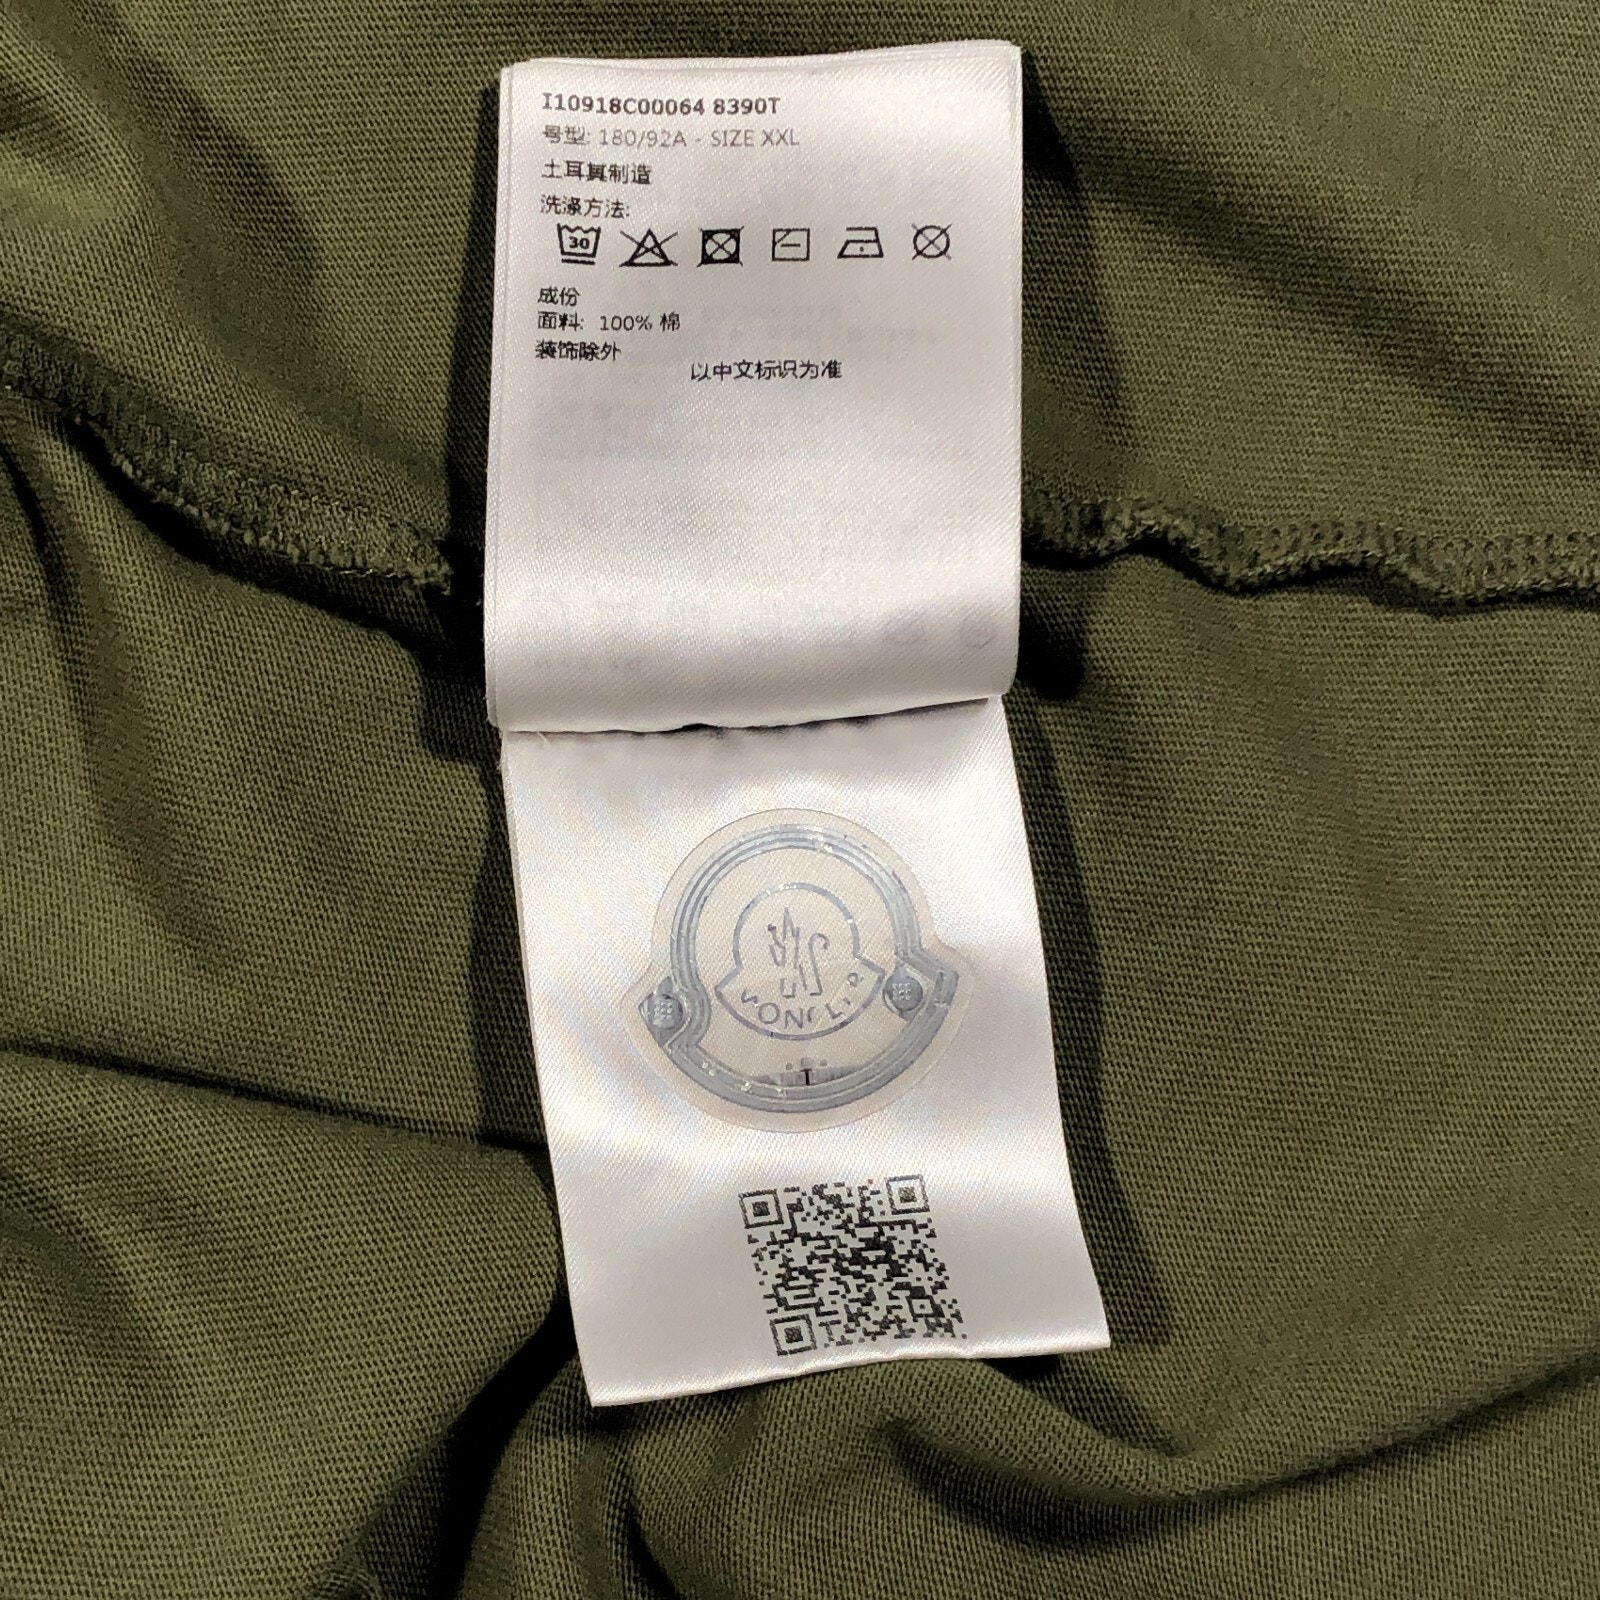 I10918C00064 8390T
号型: 180/92A - SIZE XXL
土耳其制造
洗涤方法:
30
成份
面料: 100% 棉
装饰除外
以中文标识为准
MONCLER